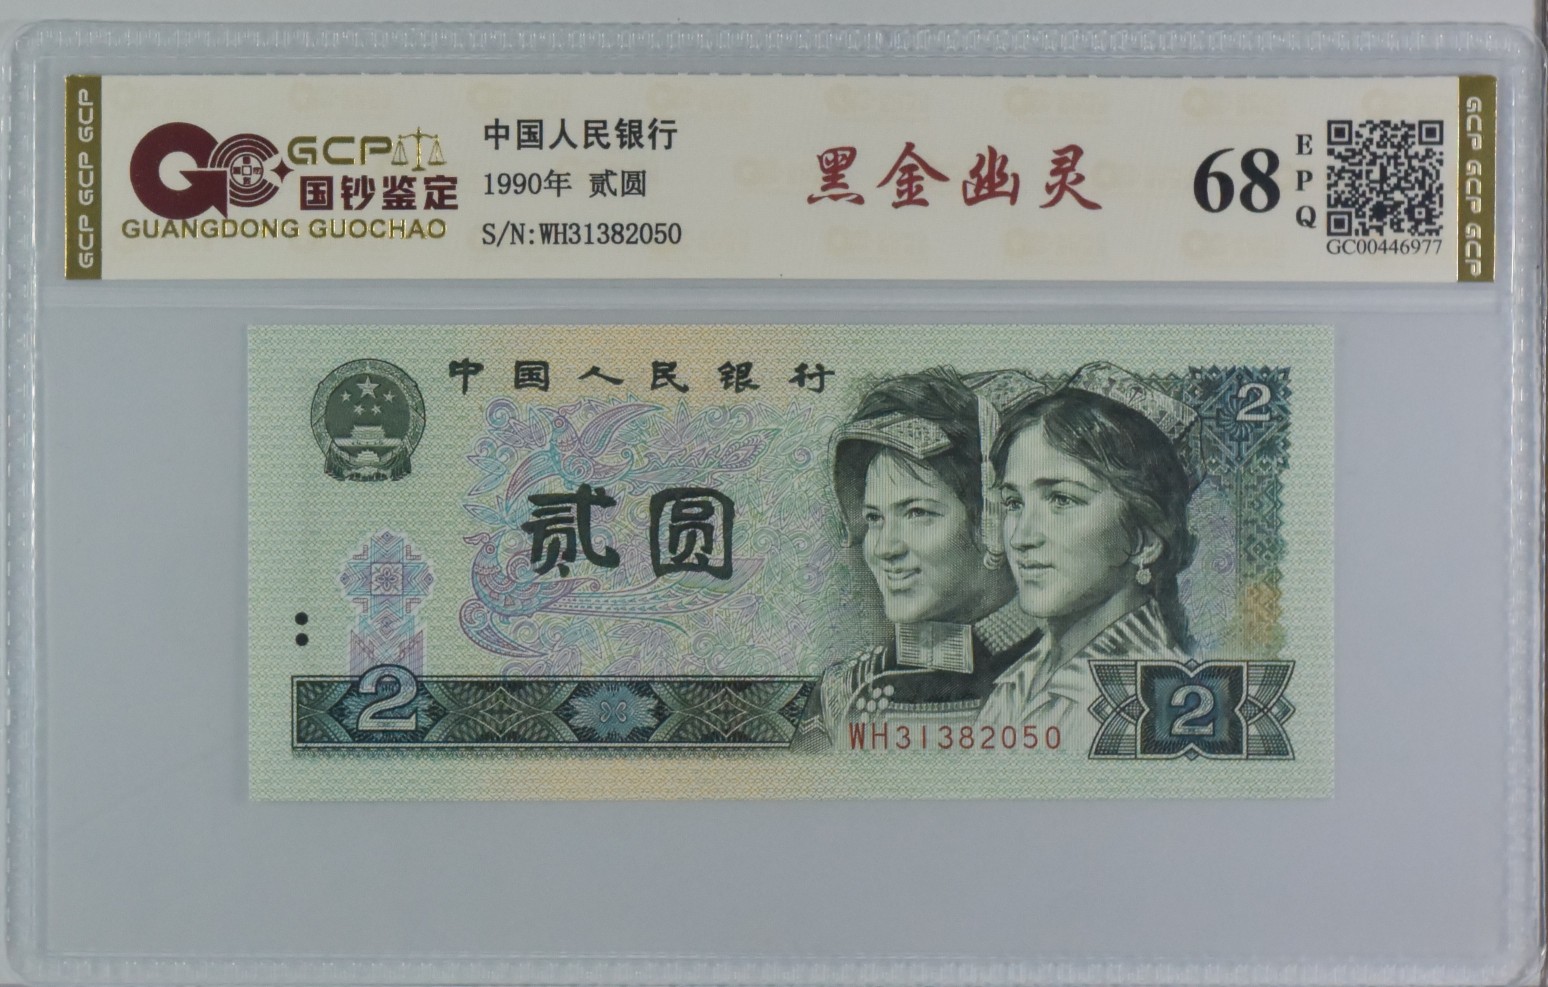 GCP GCP GCP
GCP
国钞鉴定
GUANGDONG GUOCHAO
中国人民银行
1990年 贰圆
S/N:WH31382050
黑金幽灵
68
EPQ
GC00446977
GCP GCP GCP
中国人民银行
2
贰圆
2
WH31382050
2